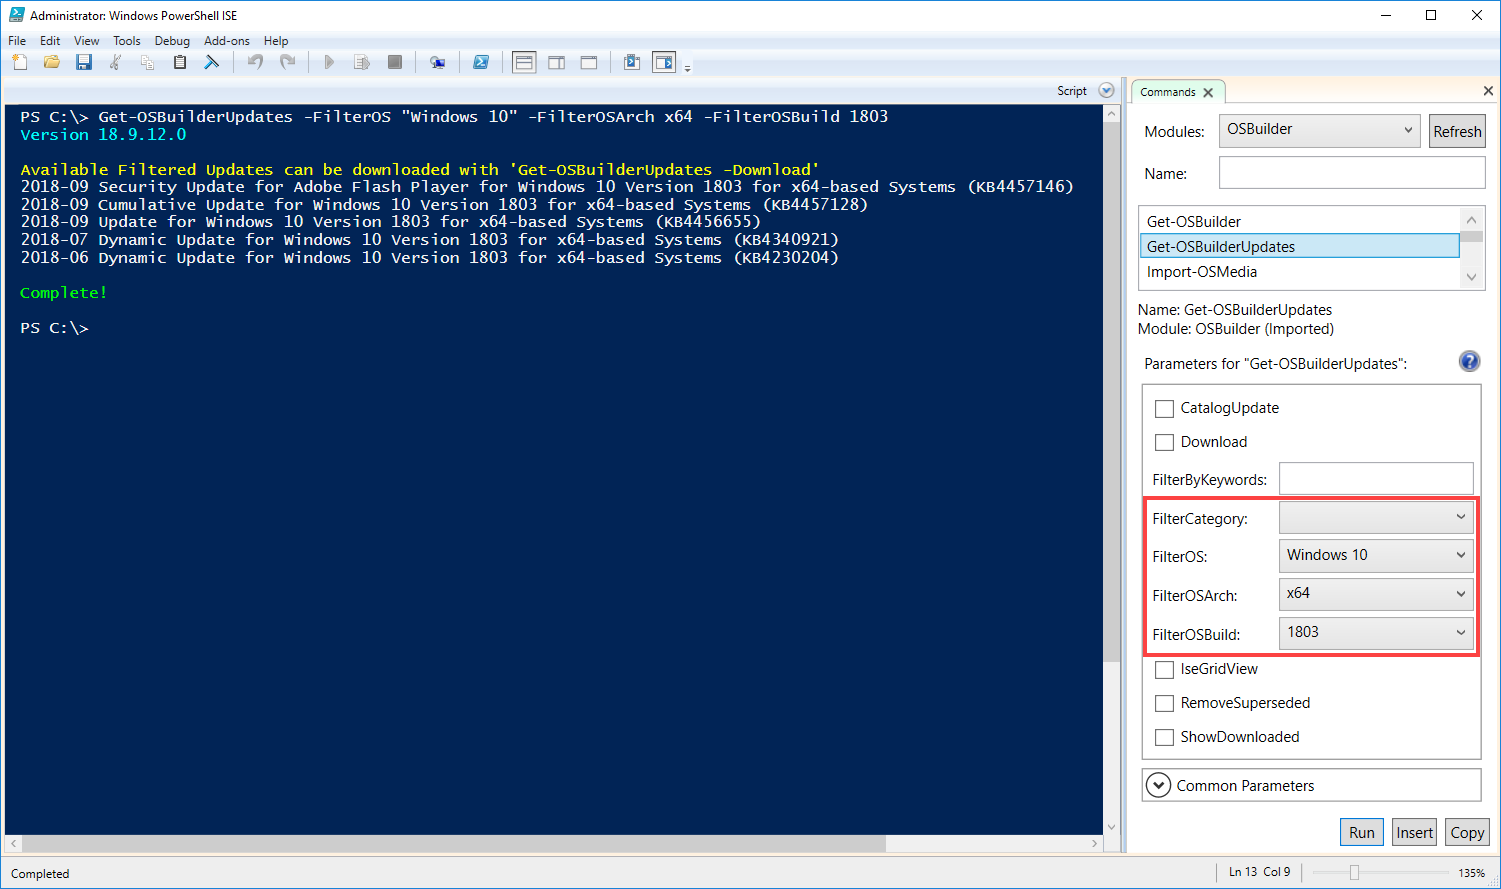 Administrator: Windows PowerShell ISE
File Edit View Tools Debug Add-ons Help
Script
PS C:\> Get-OSBuilderUpdates -FilterOS "Windows 10" -FilterOSArch x64 -FilterOSBuild 1803
Version 18.9.12.0
Available Filtered Updates can be downloaded with 'Get-OSBuilderUpdates -Download'
2018-09 Security Update for Adobe Flash Player for Windows 10 Version 1803 for x64-based Systems (KB4457146)
2018-09 Cumulative Update for Windows 10 Version 1803 for x64-based Systems (KB4457128)
2018-09 Update for Windows 10 Version 1803 for x64-based Systems (KB4456655)
2018-07 Dynamic Update for Windows 10 Version 1803 for x64-based Systems (KB4340921)
2018-06 Dynamic Update for Windows 10 Version 1803 for x64-based Systems (KB4230204)
Complete!
PS C:\>
Commands
Modules: OSBuilder Refresh
Name:
Get-OSBuilder
Get-OSBuilderUpdates
Import-OSMedia
Name: Get-OSBuilderUpdates
Module: OSBuilder (Imported)
Parameters for "Get-OSBuilderUpdates":
CatalogUpdate
Download
FilterByKeywords:
FilterCategory:
FilterOS: Windows 10
FilterOSArch: x64
FilterOSBuild: 1803
IseGridView
RemoveSuperseded
ShowDownloaded
Common Parameters
Run Insert Copy
Completed
Ln 13 Col 9
135%